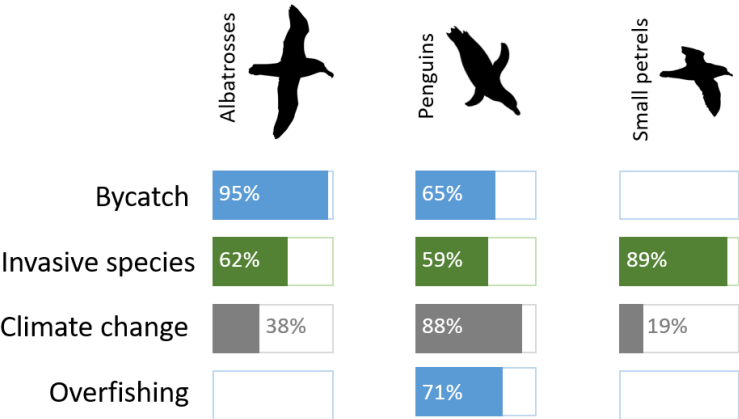 Albatrosses
Penguins
Small petrels
Bycatch
95%
65%
Invasive species
62%
59%
89%
Climate change
38%
88%
19%
Overfishing
71%